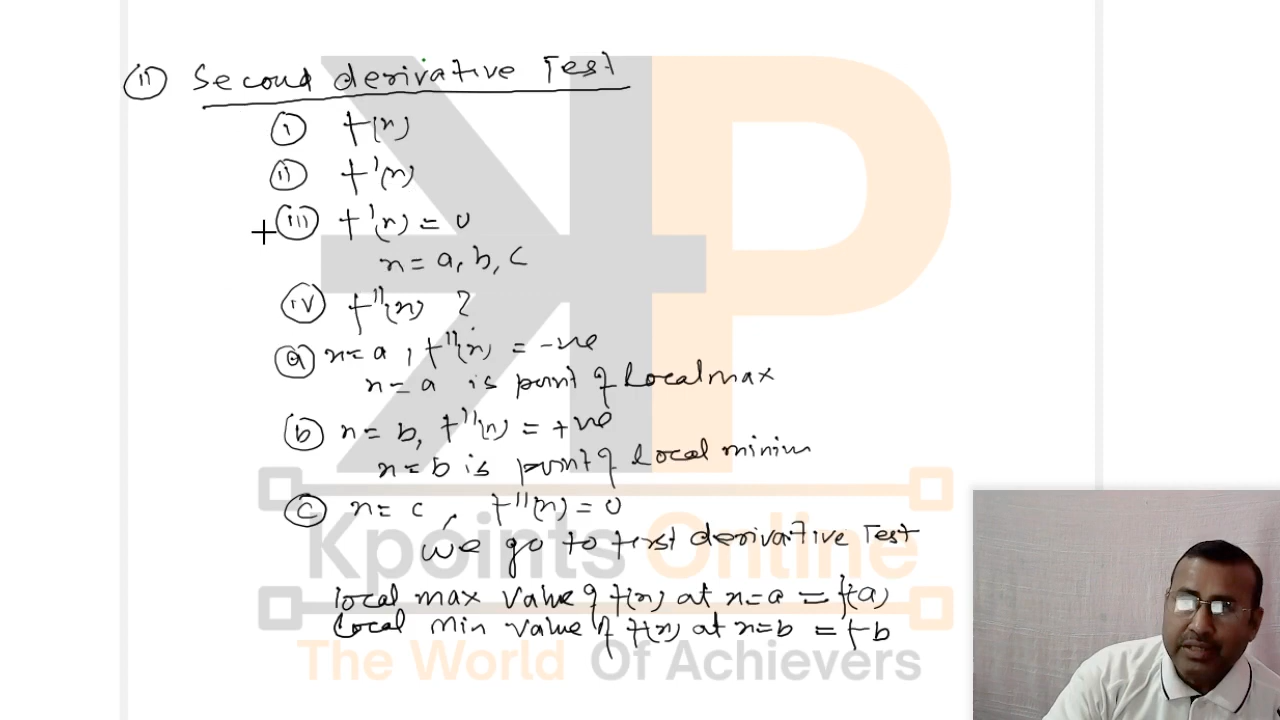 (ii) Second derivative Test
(i) f(x)
(ii) f'(x)
(iii) f'(x) = 0
x = a, b, c
(iv) f''(x) ?
(a) x = a, f''(x) = -ve
x = a is point of local max
(b) x = b, f''(x) = +ve
x = b is point of local minim
(c) x = c, f''(x) = 0
we go to first derivative Test
local max value of f(x) at x=a = f(a)
local min value of f(x) at x=b = f b
Kpoints Online
The World Of Achievers